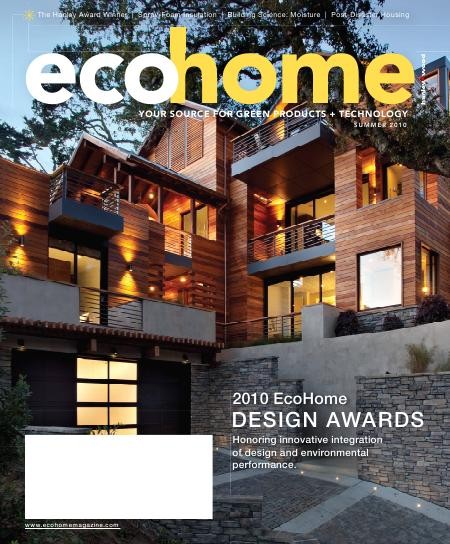 The Hanley Award Winner | Spray-Foam Insulation | Building Science: Moisture | Post-Disaster Housing
ecohome
YOUR SOURCE FOR GREEN PRODUCTS + TECHNOLOGY
SUMMER 2010
2010 EcoHome
DESIGN AWARDS
Honoring innovative integration
of design and environmental
performance.
www.ecohomemagazine.com